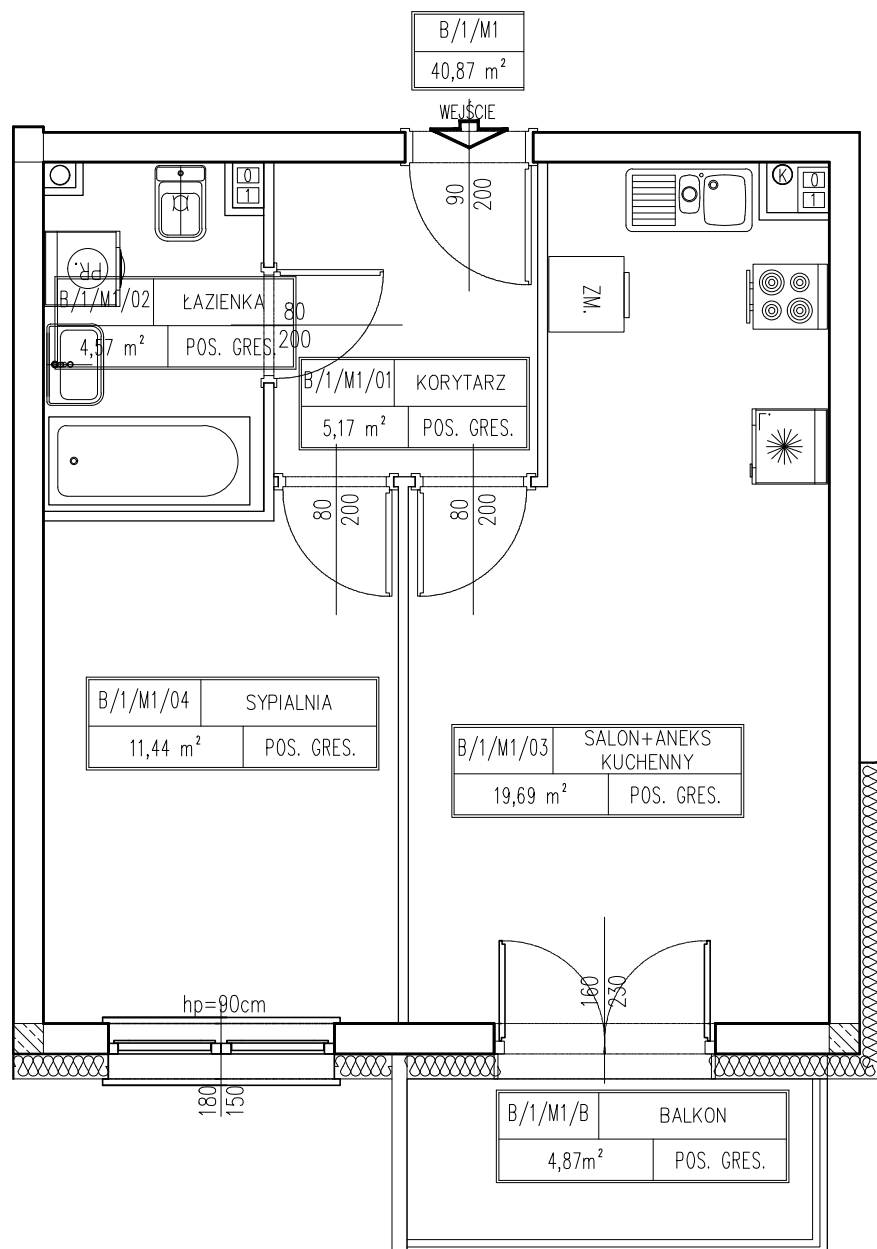 B/1/M1
40,87 m²
WEJŚCIE
90
200
0
1
K
0
1
PR.
ZM.
B/1/M1/02 ŁAZIENKA
4,57 m² POS. GRES.
80
200
B/1/M1/01 KORYTARZ
5,17 m² POS. GRES.
80
200
80
200
B/1/M1/04 SYPIALNIA
11,44 m² POS. GRES.
B/1/M1/03 SALON+ANEKS
KUCHENNY
19,69 m² POS. GRES.
160
230
hp=90cm
180
150
B/1/M1/B BALKON
4,87m² POS. GRES.